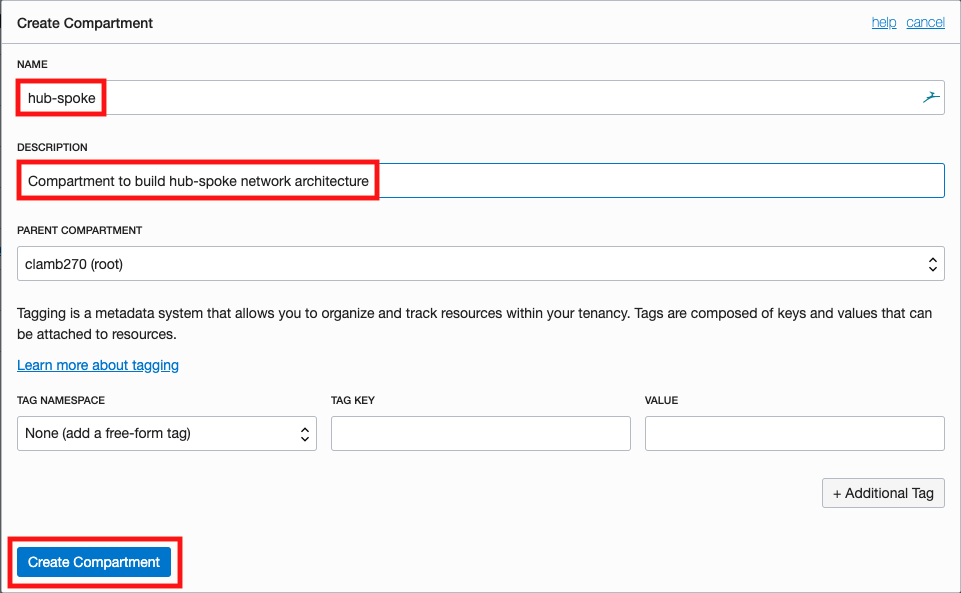 Create Compartment
help cancel
NAME
hub-spoke
DESCRIPTION
Compartment to build hub-spoke network architecture
PARENT COMPARTMENT
clamb270 (root)
Tagging is a metadata system that allows you to organize and track resources within your tenancy. Tags are composed of keys and values that can
be attached to resources.
Learn more about tagging
TAG NAMESPACE TAG KEY VALUE
None (add a free-form tag)
+ Additional Tag
Create Compartment